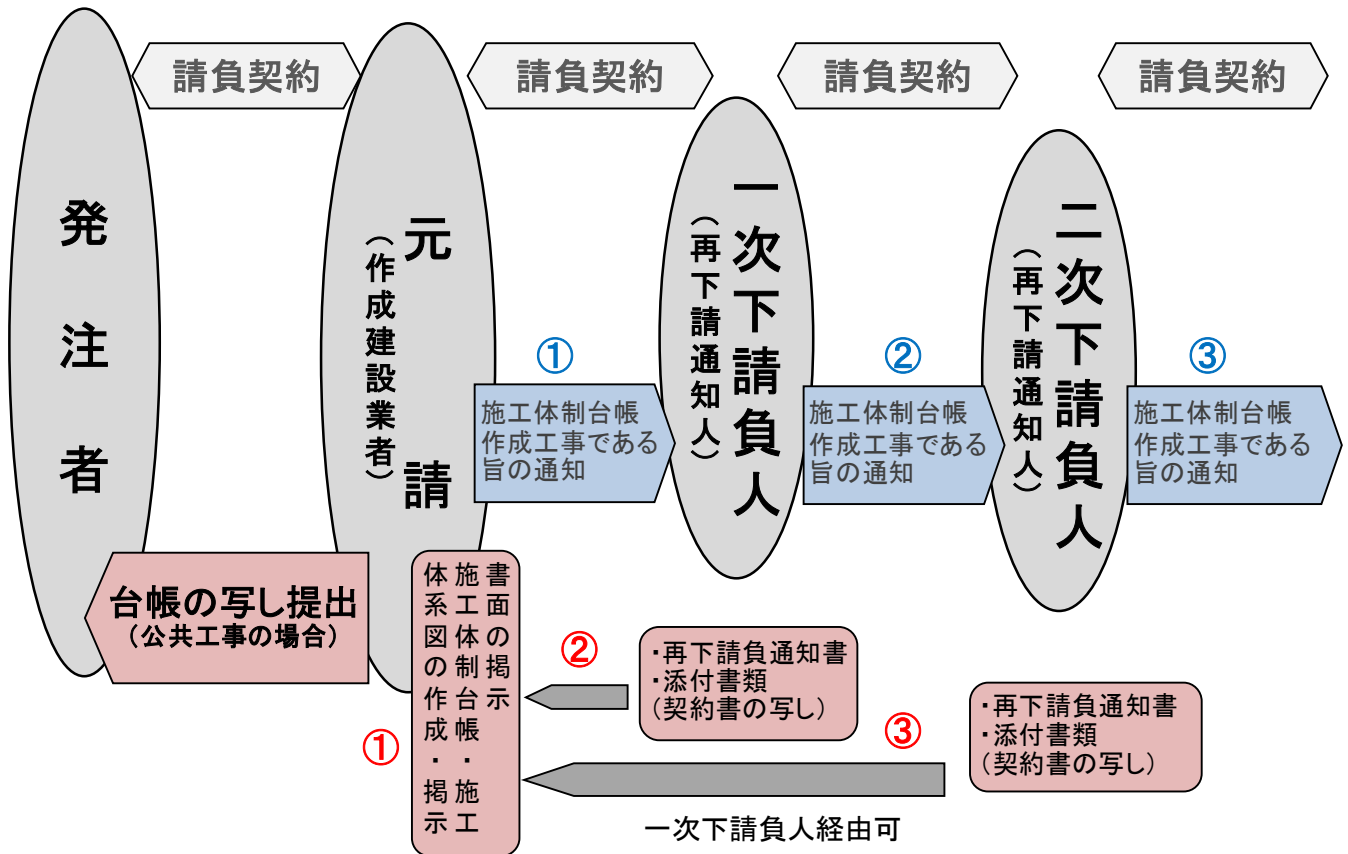 請負契約
請負契約
請負契約
請負契約
発注者
元請
（作成建設業者）
一次下請負人
（再下請通知人）
二次下請負人
（再下請通知人）
①
施工体制台帳
作成工事である
旨の通知
②
施工体制台帳
作成工事である
旨の通知
③
施工体制台帳
作成工事である
旨の通知
台帳の写し提出
（公共工事の場合）
①
書面の掲示
施工体制台帳・施工
体系図の作成・掲示
②
・再下請負通知書
・添付書類
（契約書の写し）
③
・再下請負通知書
・添付書類
（契約書の写し）
一次下請負人経由可